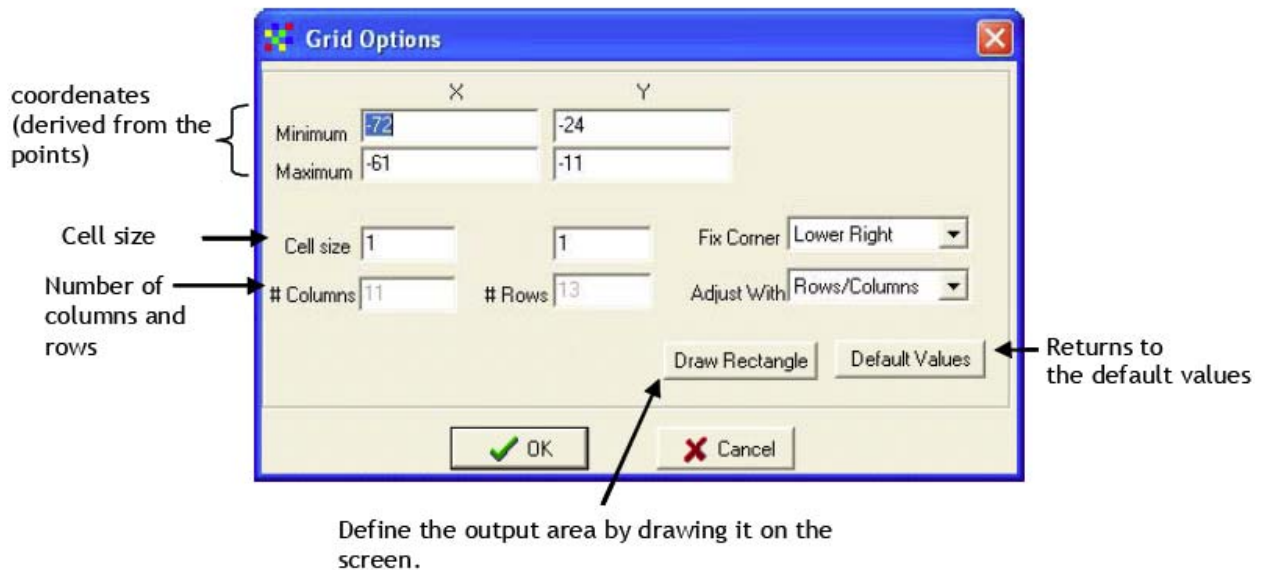 Grid Options
coordenates
(derived from the
points)
X Y
Minimum -72 -24
Maximum -61 -11
Cell size
Cell size 1 1 Fix Corner Lower Right
Number of
columns and
rows
# Columns 11 # Rows 13 Adjust With Rows/Columns
Draw Rectangle Default Values
Returns to
the default values
OK Cancel
Define the output area by drawing it on the
screen.